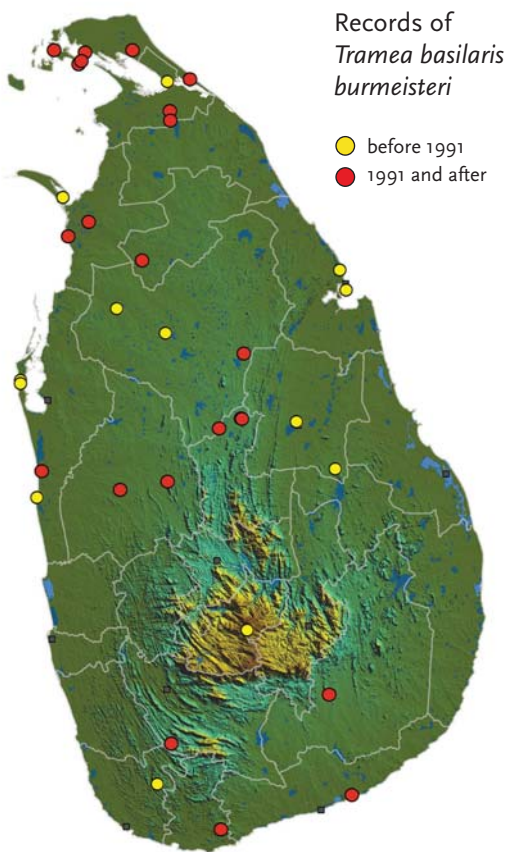 Records of
Tramea basilaris
burmeisteri
before 1991
1991 and after